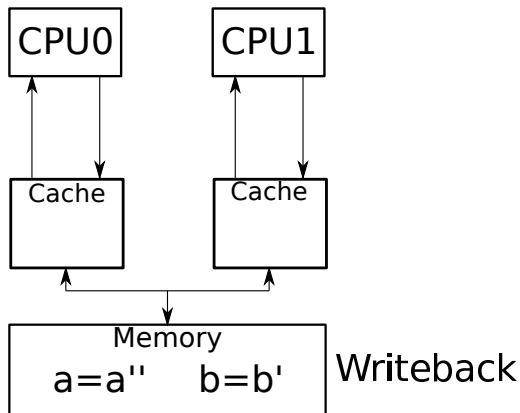 CPU0 CPU1
Cache Cache
Memory
a=a'' b=b'
Writeback